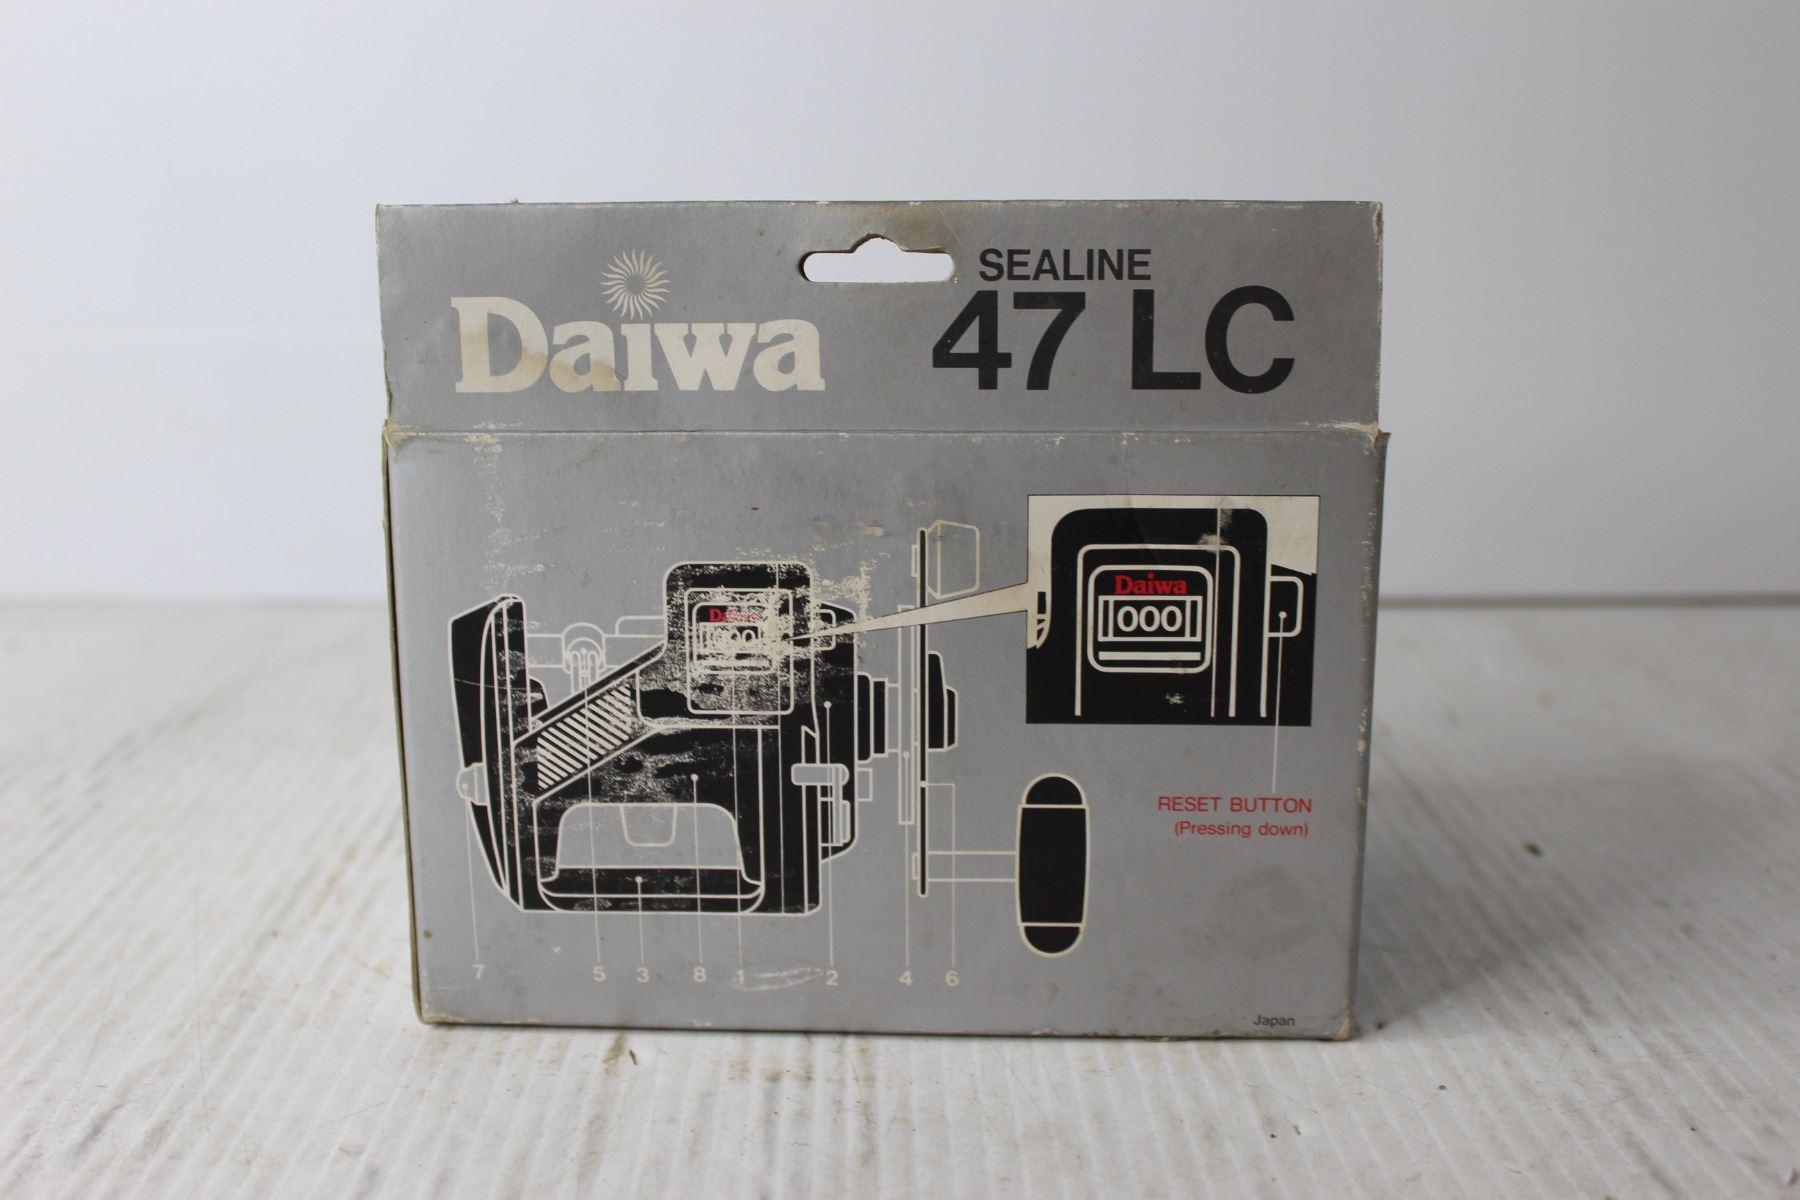 Daiwa
SEALINE
47 LC
Daiwa
000
Daiwa
000
RESET BUTTON
(Pressing down)
7 5 3 8 1 2 4 6
Japan